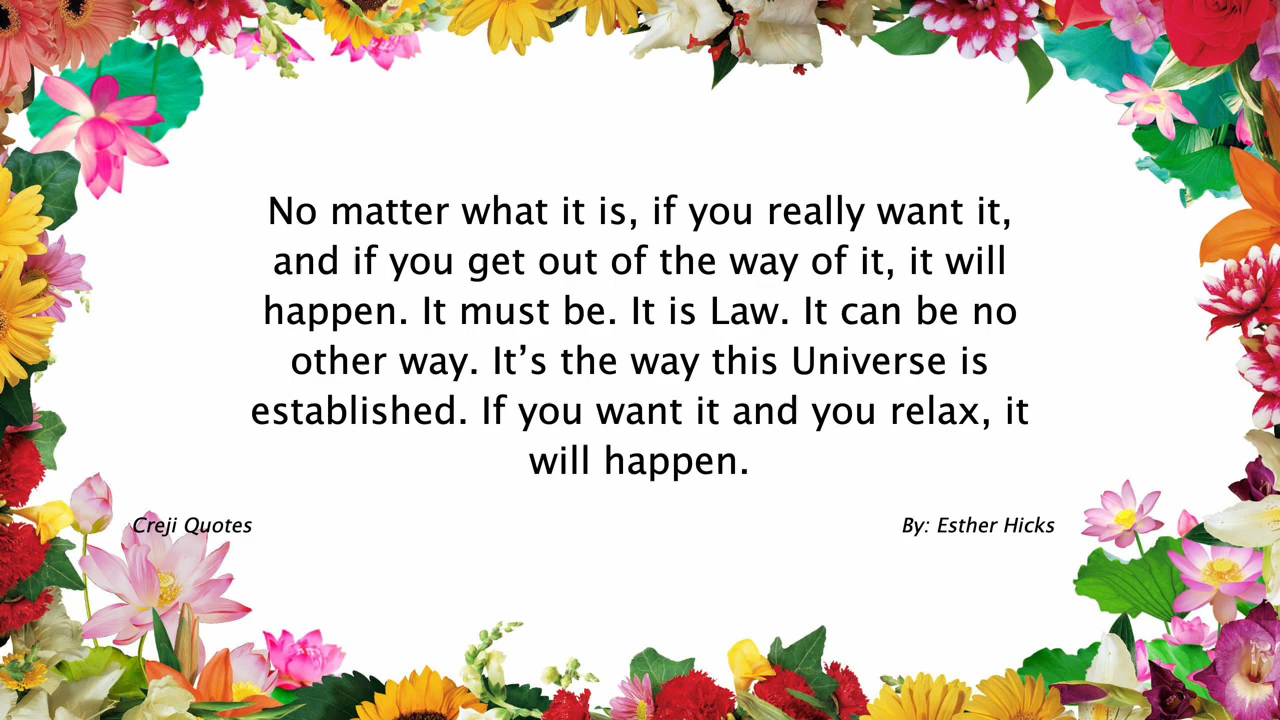 No matter what it is, if you really want it,
and if you get out of the way of it, it will
happen. It must be. It is Law. It can be no
other way. It’s the way this Universe is
established. If you want it and you relax, it
will happen.
Creji Quotes
By: Esther Hicks